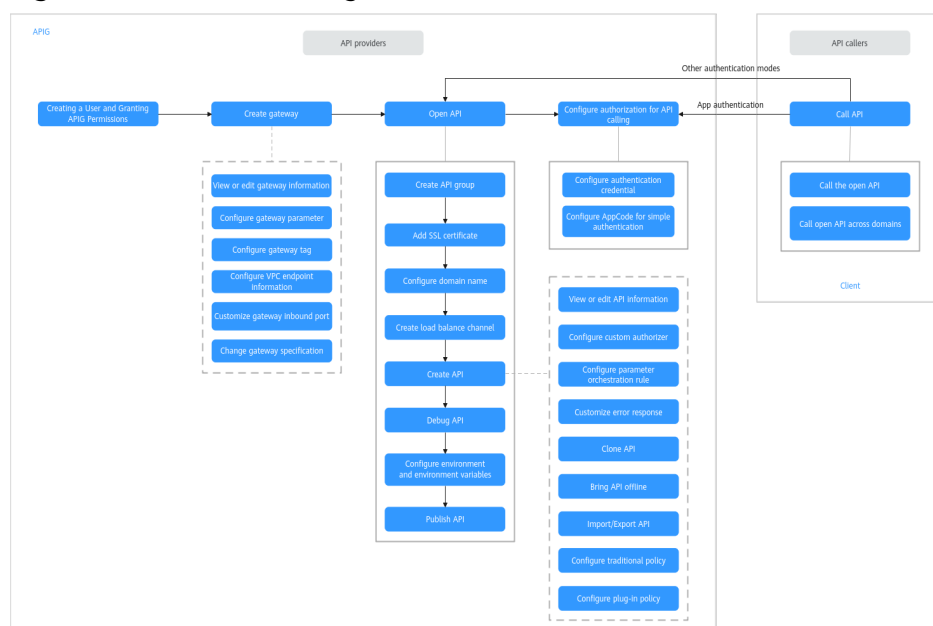 APIG
API providers
API callers
Other authentication modes
App authentication
Creating a User and Granting
APIG Permissions
Create gateway
Open API
Configure authorization for API
calling
Call API
View or edit gateway information
Configure gateway parameter
Configure gateway tag
Configure VPC endpoint
information
Customize gateway inbound port
Change gateway specification
Create API group
Add SSL certificate
Configure domain name
Create load balance channel
Create API
Debug API
Configure environment
and environment variables
Publish API
Configure authentication
credential
Configure AppCode for simple
authentication
View or edit API information
Configure custom authorizer
Configure parameter
orchestration rule
Customize error response
Clone API
Bring API offline
Import/Export API
Configure traditional policy
Configure plug-in policy
Call the open API
Call open API across domains
Client